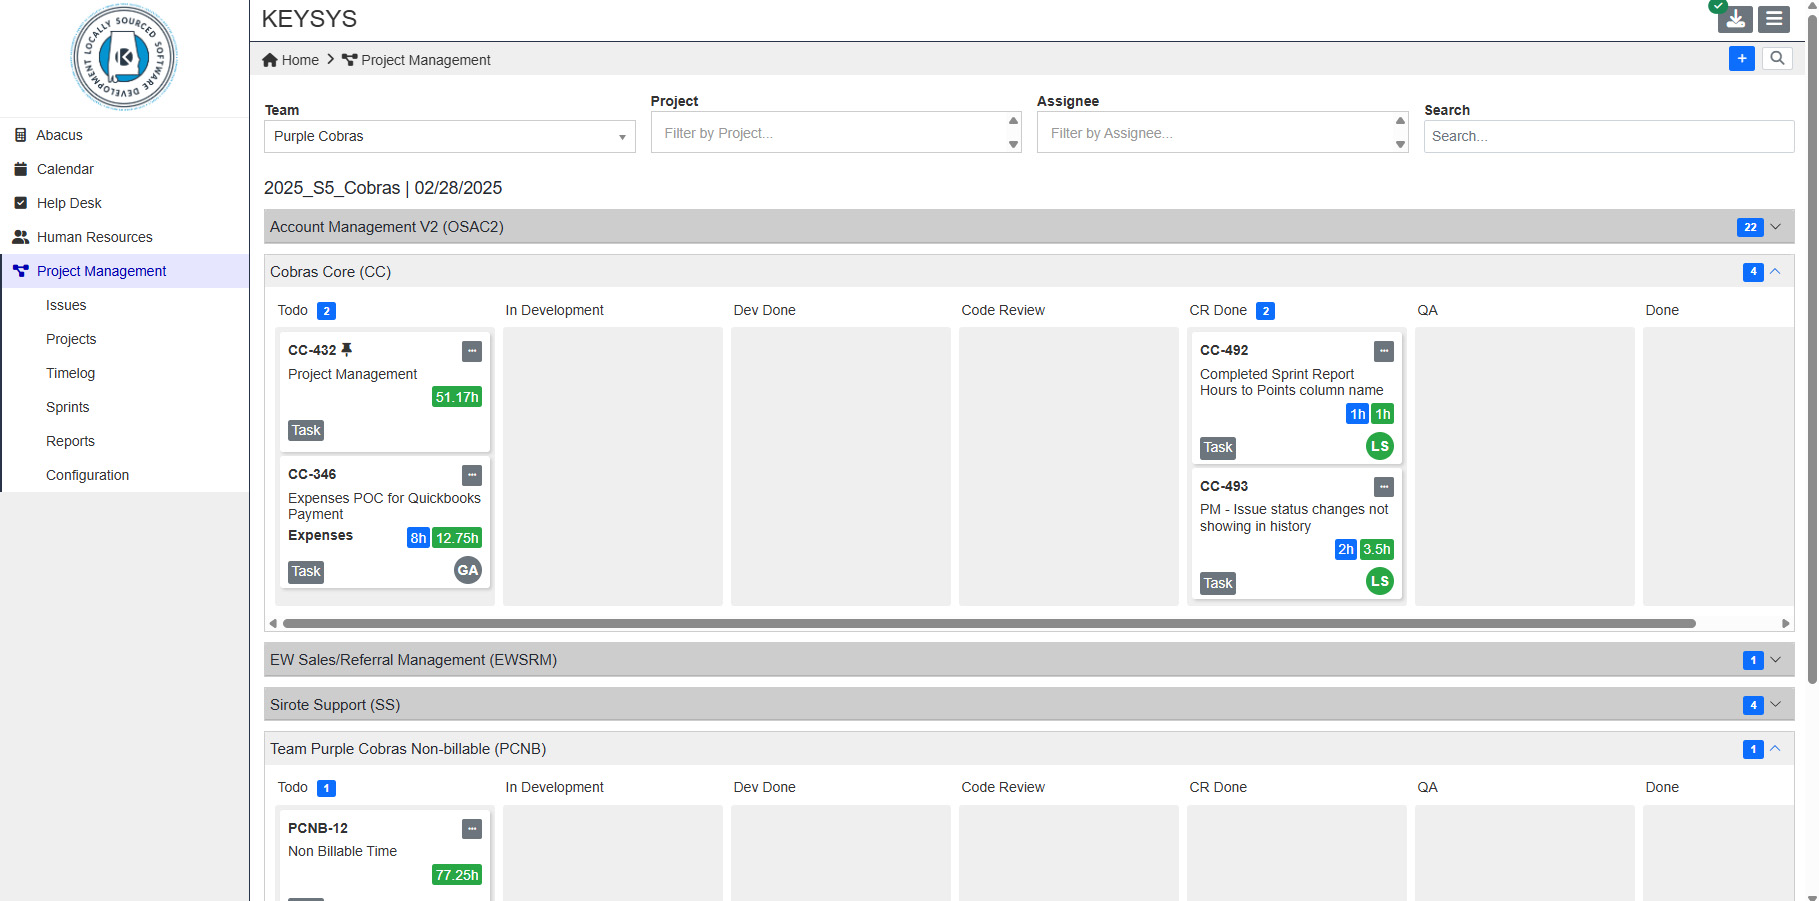 LOCALLY SOURCED SOFTWARE DEVELOPMENT
K
KEYSYS
Home
Project Management
+
Abacus
Calendar
Help Desk
Human Resources
Project Management
Issues
Projects
Timelog
Sprints
Reports
Configuration
Team
Purple Cobras
Project
Filter by Project...
Assignee
Filter by Assignee...
Search
Search...
2025_S5_Cobras | 02/28/2025
Account Management V2 (OSAC2) 22
Cobras Core (CC) 4
Todo 2
In Development
Dev Done
Code Review
CR Done 2
QA
Done
CC-432
Project Management
51.17h
Task
CC-346
Expenses POC for Quickbooks
Payment
Expenses 8h 12.75h
Task GA
CC-492
Completed Sprint Report
Hours to Points column name
1h 1h
Task LS
CC-493
PM - Issue status changes not
showing in history
2h 3.5h
Task LS
EW Sales/Referral Management (EWSRM) 1
Sirote Support (SS) 4
Team Purple Cobras Non-billable (PCNB) 1
Todo 1
In Development
Dev Done
Code Review
CR Done
QA
Done
PCNB-12
Non Billable Time
77.25h